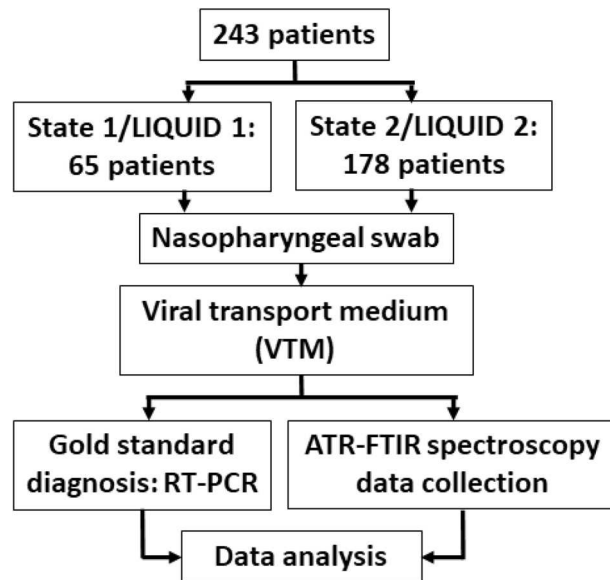 243 patients
State 1/LIQUID 1:
65 patients
State 2/LIQUID 2:
178 patients
Nasopharyngeal swab
Viral transport medium
(VTM)
Gold standard
diagnosis: RT-PCR
ATR-FTIR spectroscopy
data collection
Data analysis